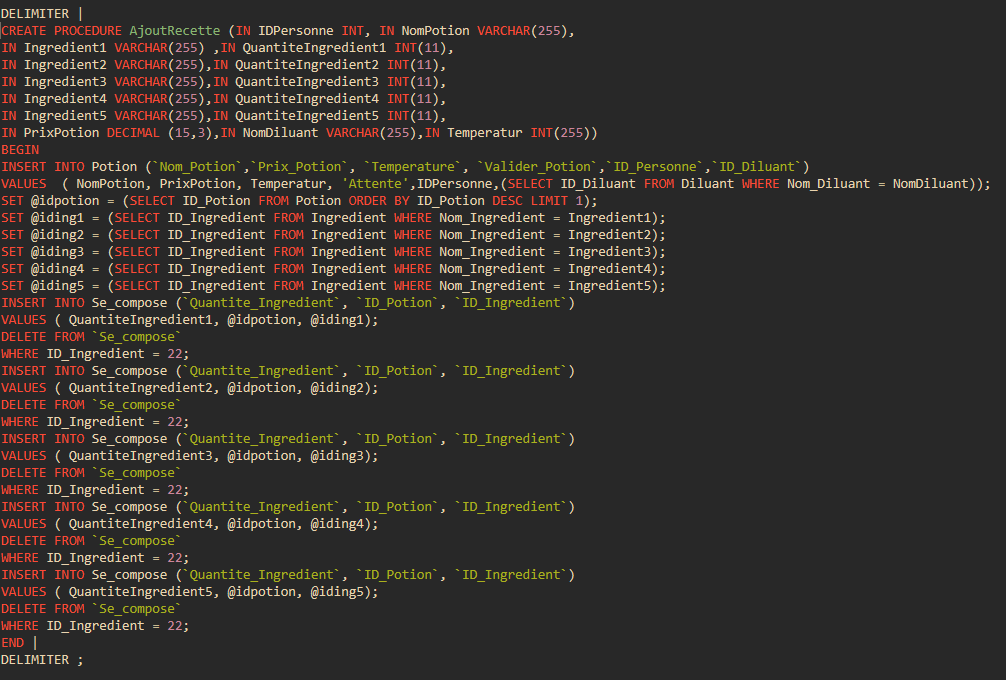 DELIMITER |
CREATE PROCEDURE AjoutRecette (IN IDPersonne INT, IN NomPotion VARCHAR(255),
IN Ingredient1 VARCHAR(255) ,IN QuantiteIngredient1 INT(11),
IN Ingredient2 VARCHAR(255),IN QuantiteIngredient2 INT(11),
IN Ingredient3 VARCHAR(255),IN QuantiteIngredient3 INT(11),
IN Ingredient4 VARCHAR(255),IN QuantiteIngredient4 INT(11),
IN Ingredient5 VARCHAR(255),IN QuantiteIngredient5 INT(11),
IN PrixPotion DECIMAL (15,3),IN NomDiluant VARCHAR(255),IN Temperatur INT(255))
BEGIN
INSERT INTO Potion (`Nom_Potion`,`Prix_Potion`, `Temperature`, `Valider_Potion`,`ID_Personne`,`ID_Diluant`)
VALUES  ( NomPotion, PrixPotion, Temperatur, 'Attente',IDPersonne,(SELECT ID_Diluant FROM Diluant WHERE Nom_Diluant = NomDiluant));
SET @idpotion = (SELECT ID_Potion FROM Potion ORDER BY ID_Potion DESC LIMIT 1);
SET @iding1 = (SELECT ID_Ingredient FROM Ingredient WHERE Nom_Ingredient = Ingredient1);
SET @iding2 = (SELECT ID_Ingredient FROM Ingredient WHERE Nom_Ingredient = Ingredient2);
SET @iding3 = (SELECT ID_Ingredient FROM Ingredient WHERE Nom_Ingredient = Ingredient3);
SET @iding4 = (SELECT ID_Ingredient FROM Ingredient WHERE Nom_Ingredient = Ingredient4);
SET @iding5 = (SELECT ID_Ingredient FROM Ingredient WHERE Nom_Ingredient = Ingredient5);
INSERT INTO Se_compose (`Quantite_Ingredient`, `ID_Potion`, `ID_Ingredient`)
VALUES ( QuantiteIngredient1, @idpotion, @iding1);
DELETE FROM `Se_compose`
WHERE ID_Ingredient = 22;
INSERT INTO Se_compose (`Quantite_Ingredient`, `ID_Potion`, `ID_Ingredient`)
VALUES ( QuantiteIngredient2, @idpotion, @iding2);
DELETE FROM `Se_compose`
WHERE ID_Ingredient = 22;
INSERT INTO Se_compose (`Quantite_Ingredient`, `ID_Potion`, `ID_Ingredient`)
VALUES ( QuantiteIngredient3, @idpotion, @iding3);
DELETE FROM `Se_compose`
WHERE ID_Ingredient = 22;
INSERT INTO Se_compose (`Quantite_Ingredient`, `ID_Potion`, `ID_Ingredient`)
VALUES ( QuantiteIngredient4, @idpotion, @iding4);
DELETE FROM `Se_compose`
WHERE ID_Ingredient = 22;
INSERT INTO Se_compose (`Quantite_Ingredient`, `ID_Potion`, `ID_Ingredient`)
VALUES ( QuantiteIngredient5, @idpotion, @iding5);
DELETE FROM `Se_compose`
WHERE ID_Ingredient = 22;
END |
DELIMITER ;